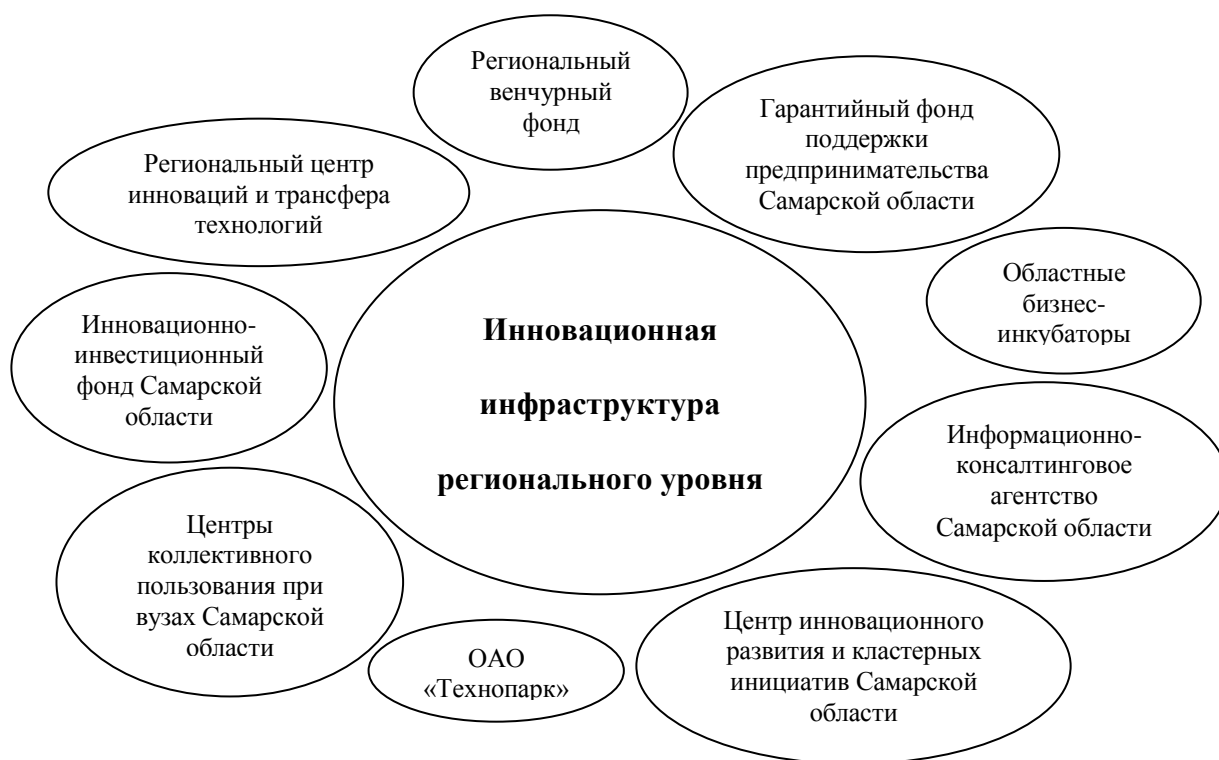 Региональный
венчурный
фонд
Гарантийный фонд
поддержки
предпринимательства
Самарской области
Региональный центр
инноваций и трансфера
технологий
Областные
бизнес-
инкубаторы
Инновационно-
инвестиционный
фонд Самарской
области
Инновационная
инфраструктура
регионального уровня
Информационно-
консалтинговое
агентство
Самарской области
Центры
коллективного
пользования при
вузах Самарской
области
ОАО
«Технопарк»
Центр инновационного
развития и кластерных
инициатив Самарской
области